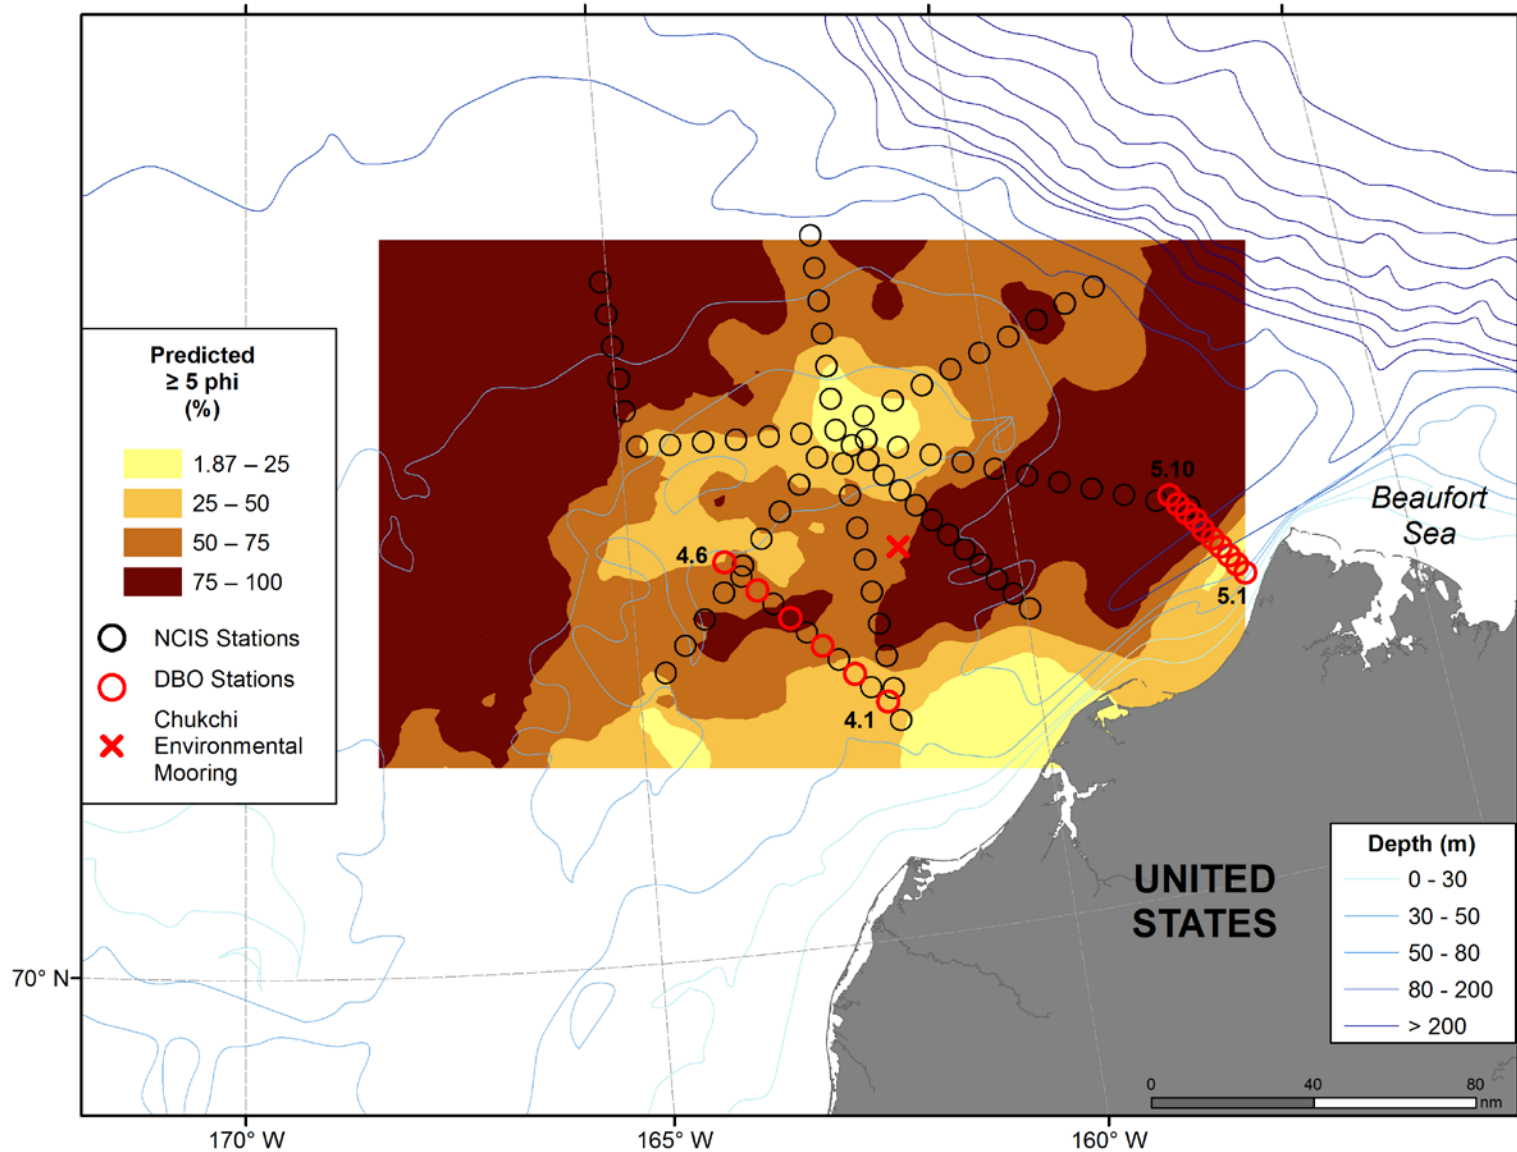 Predicted
≥ 5 phi
(%)
1.87 – 25
25 – 50
50 – 75
75 – 100
NCIS Stations
DBO Stations
Chukchi
Environmental
Mooring
5.10
5.1
4.6
4.1
Beaufort
Sea
UNITED
STATES
Depth (m)
0 - 30
30 - 50
50 - 80
80 - 200
> 200
0 40 80
nm
70° N
170° W 165° W 160° W